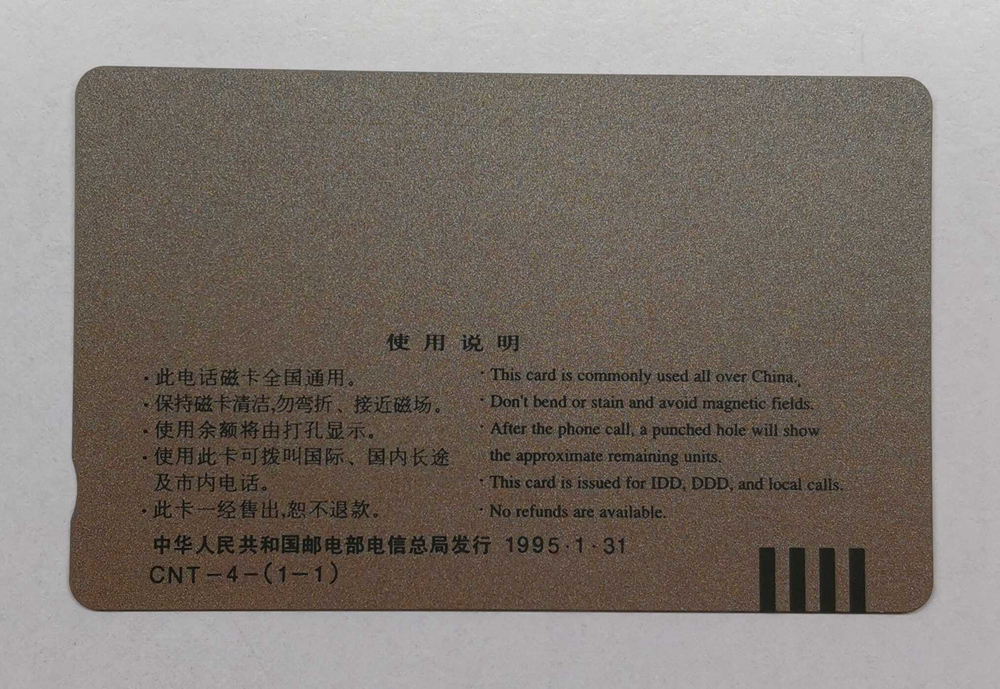 使用说明
·此电话磁卡全国通用。
·保持磁卡清洁,勿弯折、接近磁场。
·使用余额将由打孔显示。
·使用此卡可拨叫国际、国内长途
及市内电话。
·此卡一经售出,恕不退款。
·This card is commonly used all over China.,
·Don't bend or stain and avoid magnetic fields.
·After the phone call, a punched hole will show
the approximate remaining units.
·This card is issued for IDD, DDD, and local calls.
·No refunds are available.
中华人民共和国邮电部电信总局发行 1995·1·31
CNT-4-(1-1)